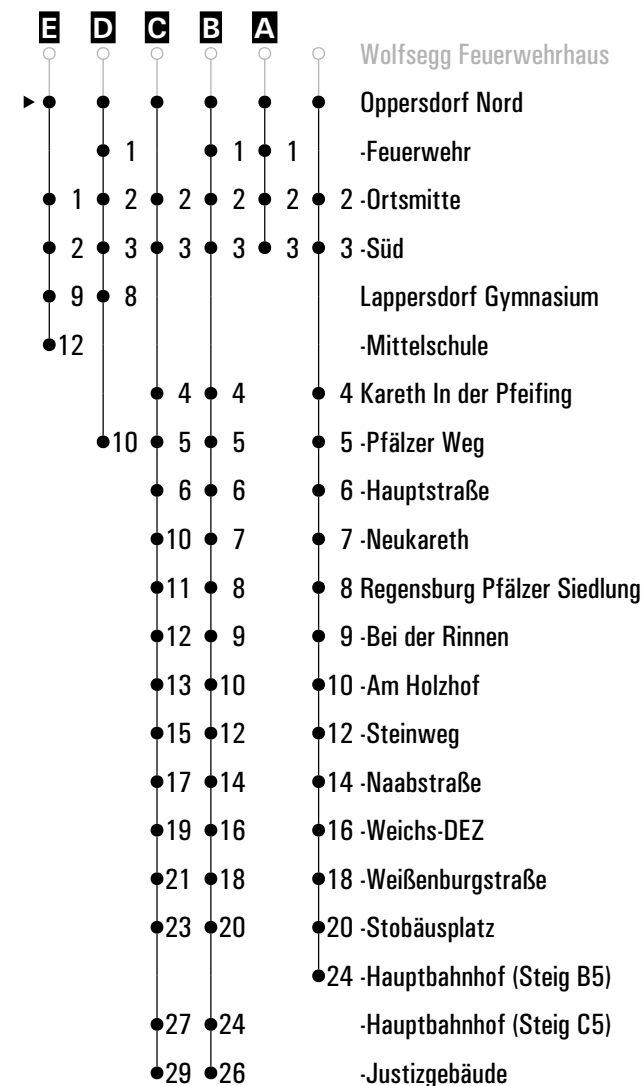 E D C B A
Wolfsegg Feuerwehrhaus
Oppersdorf Nord
1 1 1 -Feuerwehr
1 2 2 2 2 2 -Ortsmitte
2 3 3 3 3 3 -Süd
9 8 Lappersdorf Gymnasium
12 -Mittelschule
4 4 4 Kareth In der Pfeifing
10 5 5 5 -Pfälzer Weg
6 6 6 -Hauptstraße
10 7 7 -Neukareth
11 8 8 Regensburg Pfälzer Siedlung
12 9 9 -Bei der Rinnen
13 10 10 -Am Holzhof
15 12 12 -Steinweg
17 14 14 -Naabstraße
19 16 16 -Weichs-DEZ
21 18 18 -Weißenburgstraße
23 20 20 -Stobäusplatz
24 -Hauptbahnhof (Steig B5)
27 24 -Hauptbahnhof (Steig C5)
29 26 -Justizgebäude